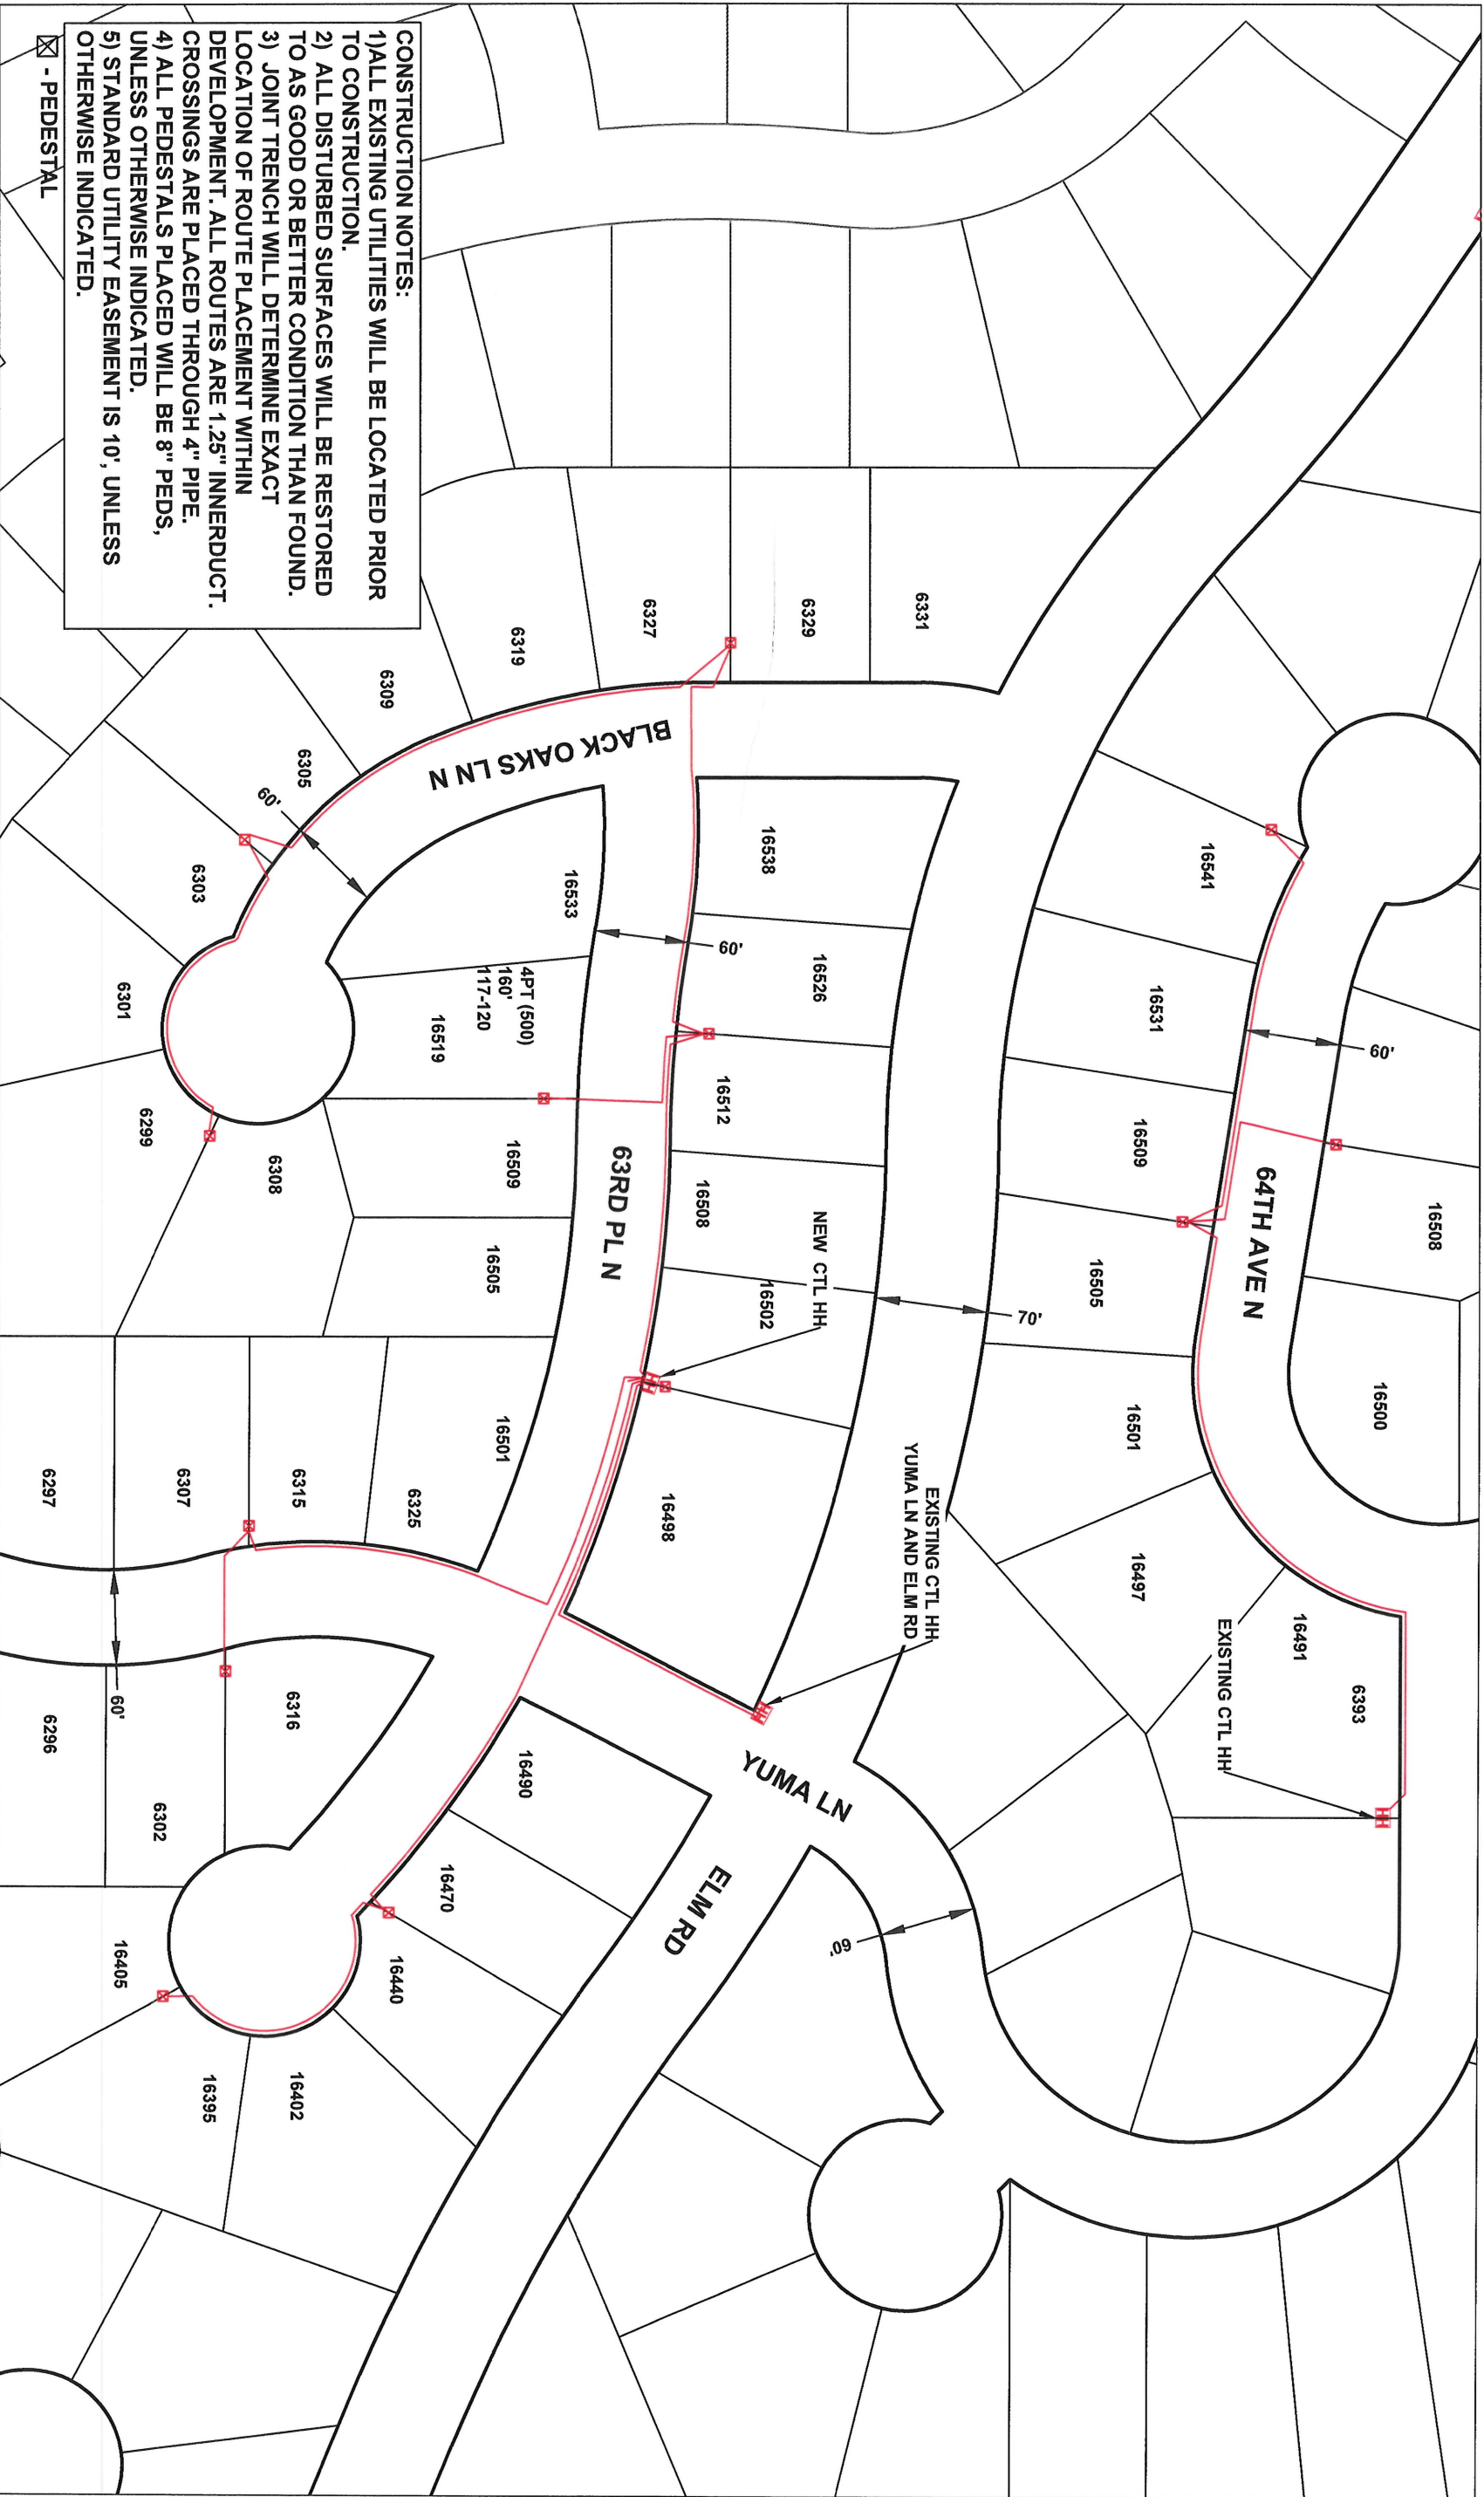 CONSTRUCTION NOTES:
1)ALL EXISTING UTILITIES WILL BE LOCATED PRIOR
TO CONSTRUCTION.
2) ALL DISTURBED SURFACES WILL BE RESTORED
TO AS GOOD OR BETTER CONDITION THAN FOUND.
3) JOINT TRENCH WILL DETERMINE EXACT
LOCATION OF ROUTE PLACEMENT WITHIN
DEVELOPMENT. ALL ROUTES ARE 1.25" INNERDUCT.
CROSSINGS ARE PLACED THROUGH 4" PIPE.
4) ALL PEDESTALS PLACED WILL BE 8" PEDS,
UNLESS OTHERWISE INDICATED.
5) STANDARD UTILITY EASEMENT IS 10', UNLESS
OTHERWISE INDICATED.
- PEDESTAL
6331
6329
6327
6319
6309
6305
60'
6303
6301
6299
6308
BLACK OAKS LN N
16538
16533
16526
60'
4PT (500)
160'
117-120
16519
16512
16509
16508
16505
63RD PL N
NEW CTL HH
16502
70'
16501
16498
6325
6315
6307
6297
60'
6316
6302
6296
EXISTING CTL HH
YUMA LN AND ELM RD
HH
HH
YUMA LN
ELM RD
16490
16470
16440
16405
16402
16395
60'
16541
16531
16509
16505
16501
16497
16491
6393
EXISTING CTL HH
HH
64TH AVE N
60'
16508
16500